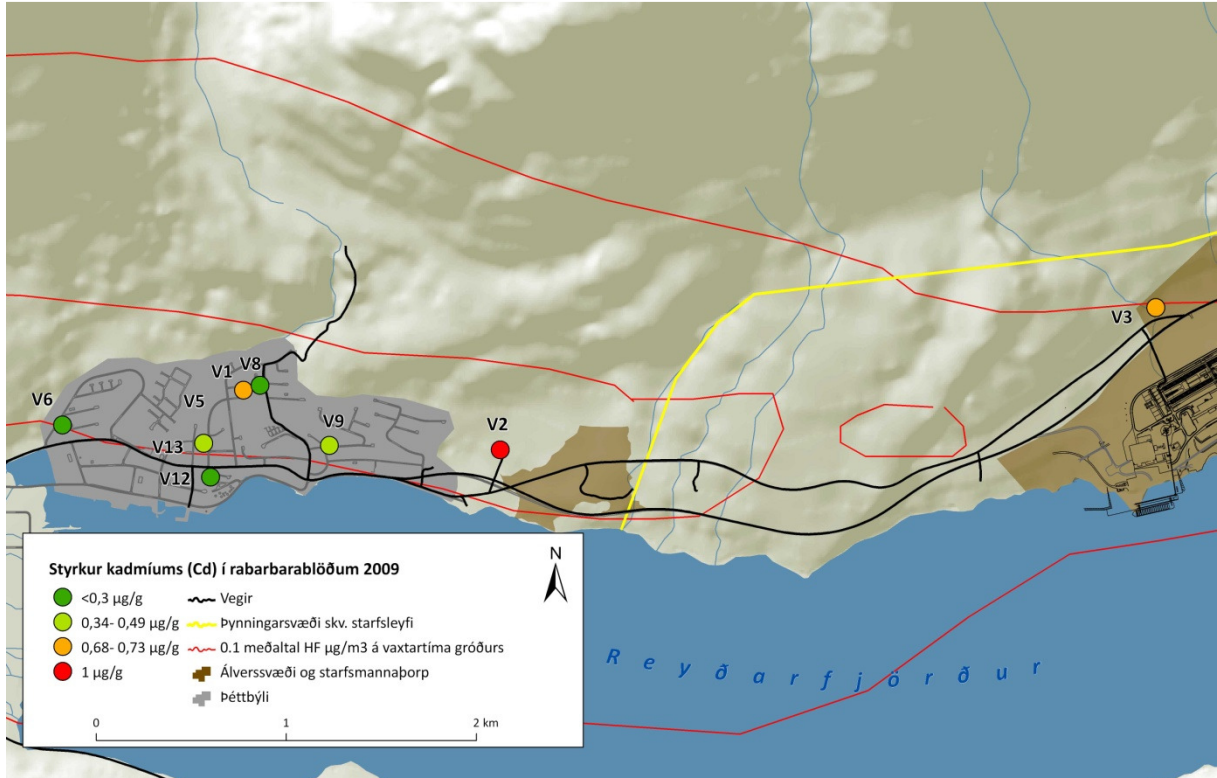 V3
V1
V8
V6
V5
V9
V2
V13
V12
Styrkur kadmíums (Cd) í rabarbarablöðum 2009
N
<0,3 µg/g
Vegir
0,34- 0,49 µg/g
Þynningarsvæði skv. starfsleyfi
0,68- 0,73 µg/g
0.1 meðaltal HF µg/m3 á vaxtartíma gróðurs
1 µg/g
Álverssvæði og starfsmannaþorp
Þéttbýli
0 1 2 km
Reyðarfjörður